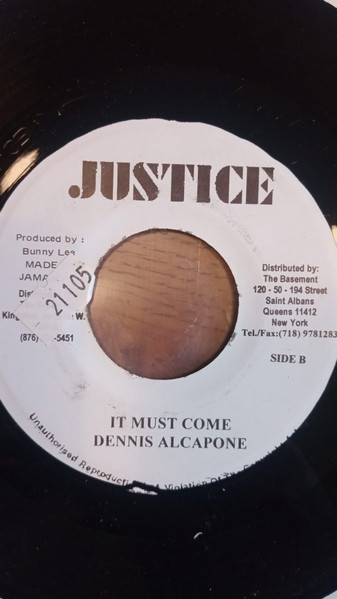 JUSTICE
Produced by :
Bunny Lee
MADE
JAMA
21105
(876) -5451
Distributed by:
The Basement
120 - 50 - 194 Street
Saint Albans
Queens 11412
New York
Tel./Fax:(718) 9781283
SIDE B
IT MUST COME
DENNIS ALCAPONE
Unauthorised Reproduction